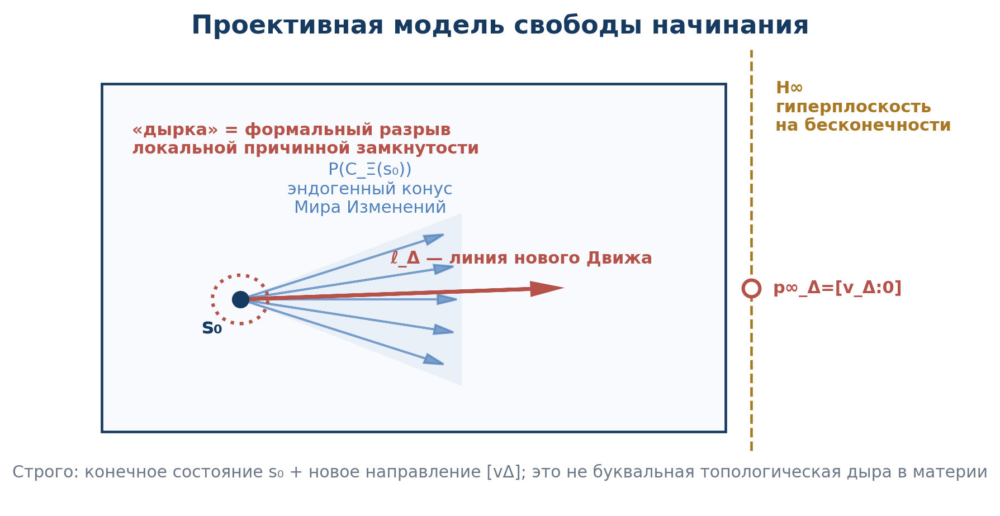 Проективная модель свободы начинания
H∞
гиперплоскость
на бесконечности
«дырка» = формальный разрыв
локальной причинной замкнутости
P(C_Ξ(s₀))
эндогенный конус
Мира Изменений
ℓ_Δ — линия нового Движа
p∞_Δ=[v_Δ:0]
s₀
Строго: конечное состояние s₀ + новое направление [vΔ]; это не буквальная топологическая дыра в материи